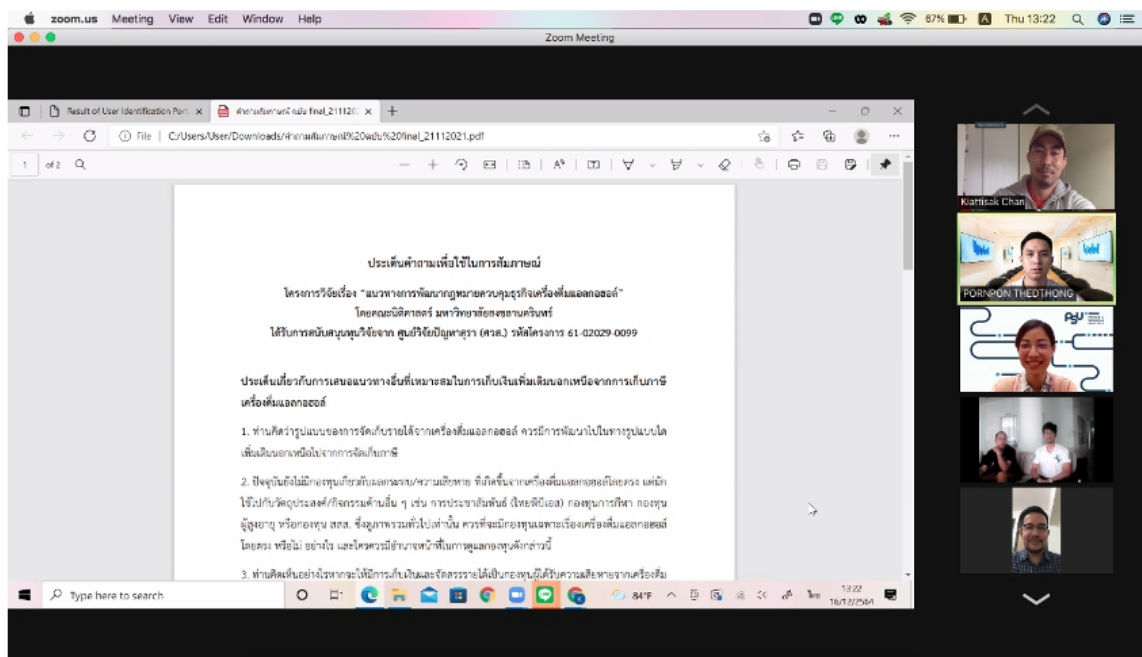 zoom.us Meeting View Edit Window Help
67% A Thu 13:22
Zoom Meeting
Result of User Identification Port
final_211120
File C:/Users/User/Downloads/คำถามสัมภาษณ์%20ฉบับ%20final_21112021.pdf
1 of 2
ประเด็นคำถามเพื่อใช้ในการสัมภาษณ์
โครงการวิจัยเรื่อง "แนวทางการพัฒนากฎหมายควบคุมธุรกิจเครื่องดื่มแอลกอฮอล์"
โดยคณะนิติศาสตร์ มหาวิทยาลัยสงขลานครินทร์
ได้รับการสนับสนุนทุนวิจัยจาก ศูนย์วิจัยปัญหาสุรา (ศวส.) รหัสโครงการ 61-02029-0099
ประเด็นเกี่ยวกับการเสนอแนวทางอื่นที่เหมาะสมในการเก็บเงินเพิ่มเติมนอกเหนือจากการเก็บภาษี
เครื่องดื่มแอลกอฮอล์
1. ท่านคิดว่ารูปแบบของการจัดเก็บรายได้จากเครื่องดื่มแอลกอฮอล์ ควรมีการพัฒนาไปในทางรูปแบบใด
เพิ่มเติมนอกเหนือไปจากการจัดเก็บภาษี
2. ปัจจุบันยังไม่มีกองทุนเกี่ยวกับผลกระทบ/ความเสียหาย ที่เกิดขึ้นจากเครื่องดื่มแอลกอฮอล์โดยตรง แต่มัก
ใช้ไปกับวัตถุประสงค์/กิจกรรมด้านอื่น ๆ เช่น การประชาสัมพันธ์ (ไทยพีบีเอส) กองทุนการกีฬา กองทุน
ผู้สูงอายุ หรือกองทุน สสส. ซึ่งดูภาพรวมทั่วไปเท่านั้น ควรที่จะมีกองทุนเฉพาะเรื่องเครื่องดื่มแอลกอฮอล์
โดยตรง หรือไม่ อย่างไร และใครควรมีอำนาจหน้าที่ในการดูแลกองทุนดังกล่าวนี้
3. ท่านคิดเห็นอย่างไรหากจะให้มีการเก็บเงินและจัดสรรรายได้เป็นกองทุนผู้ได้รับความเสียหายจากเครื่องดื่ม
Kiattisak Chan
PORNPON THEDTHONG
PSU
Type here to search
84°F
ไทย
13:22
16/12/2564